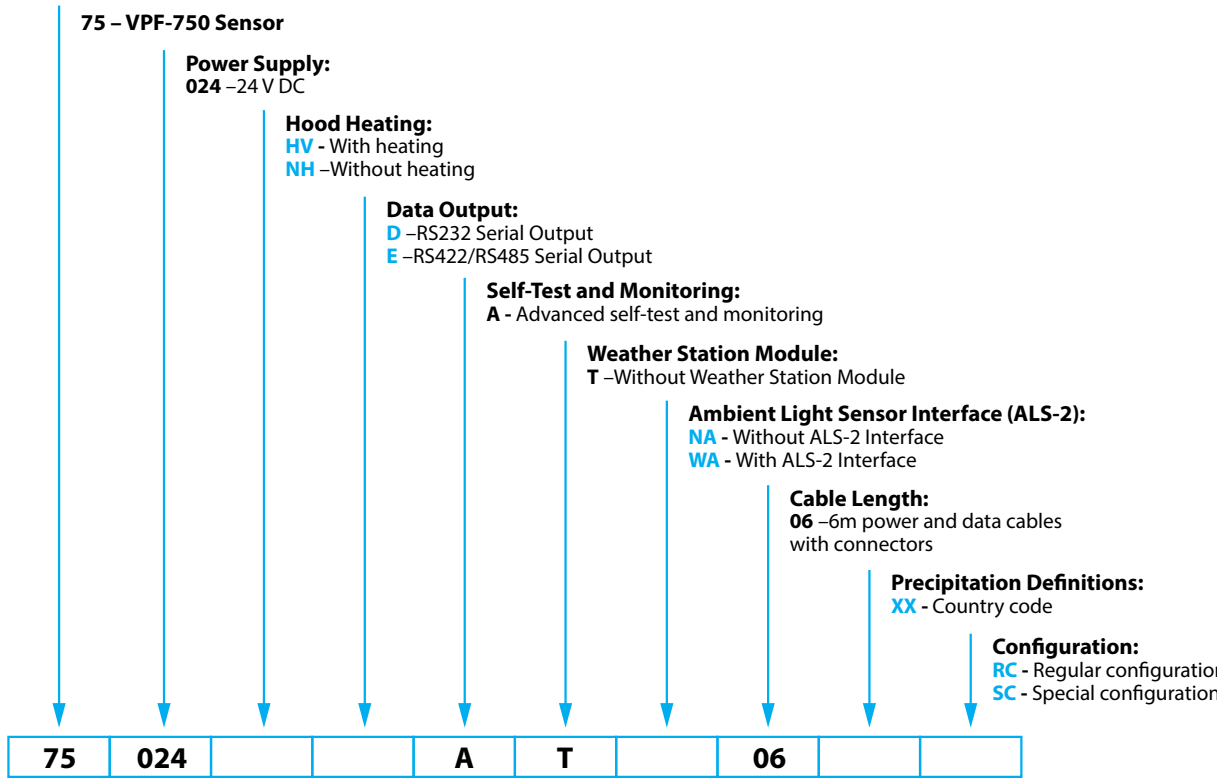 75 – VPF-750 Sensor
Power Supply:
024 –24 V DC
Hood Heating:
HV - With heating
NH –Without heating
Data Output:
D –RS232 Serial Output
E –RS422/RS485 Serial Output
Self-Test and Monitoring:
A - Advanced self-test and monitoring
Weather Station Module:
T –Without Weather Station Module
Ambient Light Sensor Interface (ALS-2):
NA - Without ALS-2 Interface
WA - With ALS-2 Interface
Cable Length:
06 –6m power and data cables
with connectors
Precipitation Definitions:
XX - Country code
Configuration:
RC - Regular configuration
SC - Special configuration
75 024 A T 06